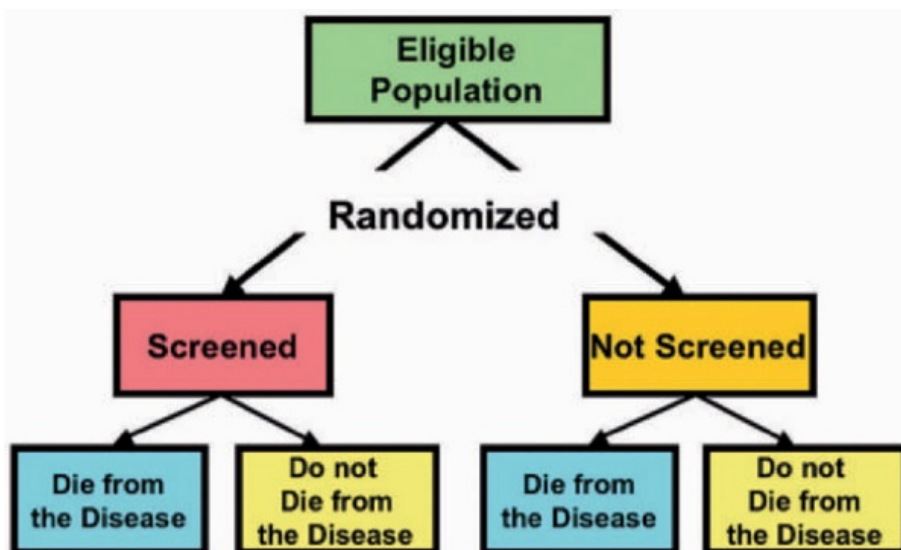 Eligible
Population
Randomized
Screened
Not Screened
Die from
the Disease
Do not
Die from
the Disease
Die from
the Disease
Do not
Die from
the Disease